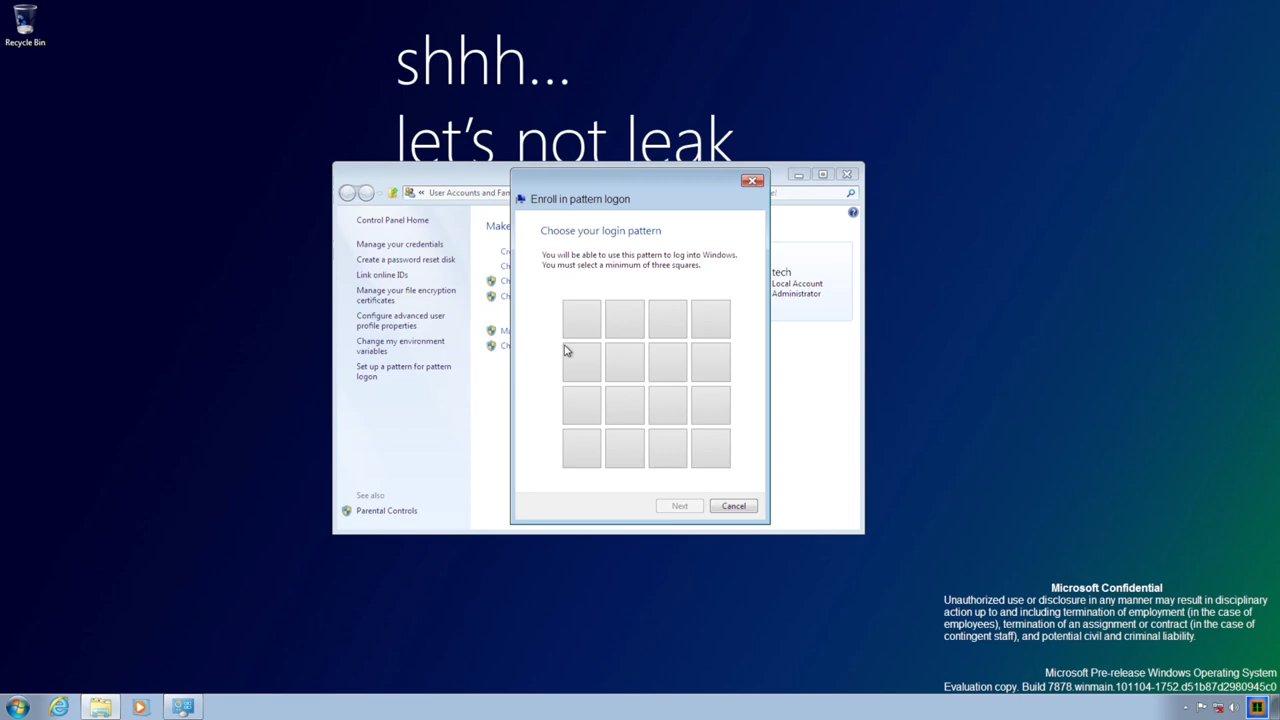 Recycle Bin
shhh...
let's not leak
« User Accounts and Fam
Enroll in pattern logon
Control Panel Home
Manage your credentials
Create a password reset disk
Link online IDs
Manage your file encryption
certificates
Configure advanced user
profile properties
Change my environment
variables
Set up a pattern for pattern
logon
See also
Parental Controls
Make
Choose your login pattern
You will be able to use this pattern to log into Windows.
You must select a minimum of three squares.
Next
Cancel
tech
Local Account
Administrator
Microsoft Confidential
Unauthorized use or disclosure in any manner may result in disciplinary
action up to and including termination of employment (in the case of
employees), termination of an assignment or contract (in the case of
contingent staff), and potential civil and criminal liability.
Microsoft Pre-release Windows Operating System
Evaluation copy. Build 7878.winmain.101104-1752.d51b87d2980945c0